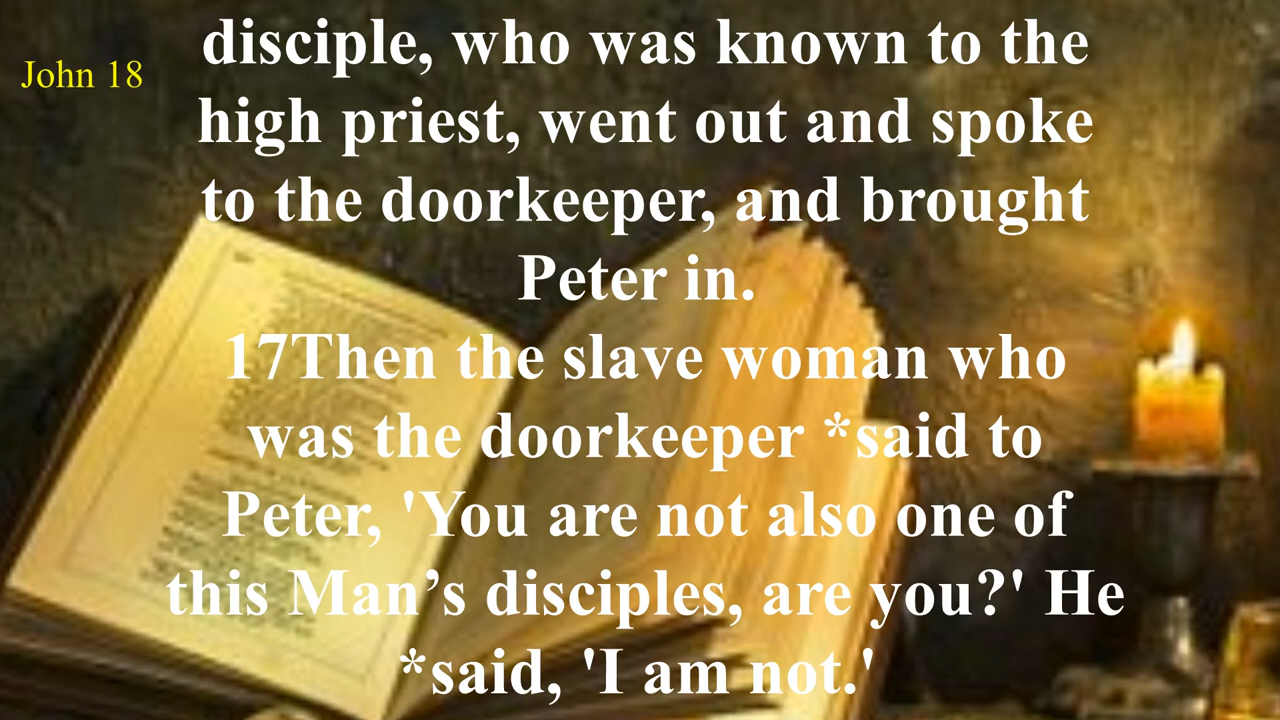 John 18
disciple, who was known to the
high priest, went out and spoke
to the doorkeeper, and brought
Peter in.
17Then the slave woman who
was the doorkeeper *said to
Peter, 'You are not also one of
this Man’s disciples, are you?' He
*said, 'I am not.'